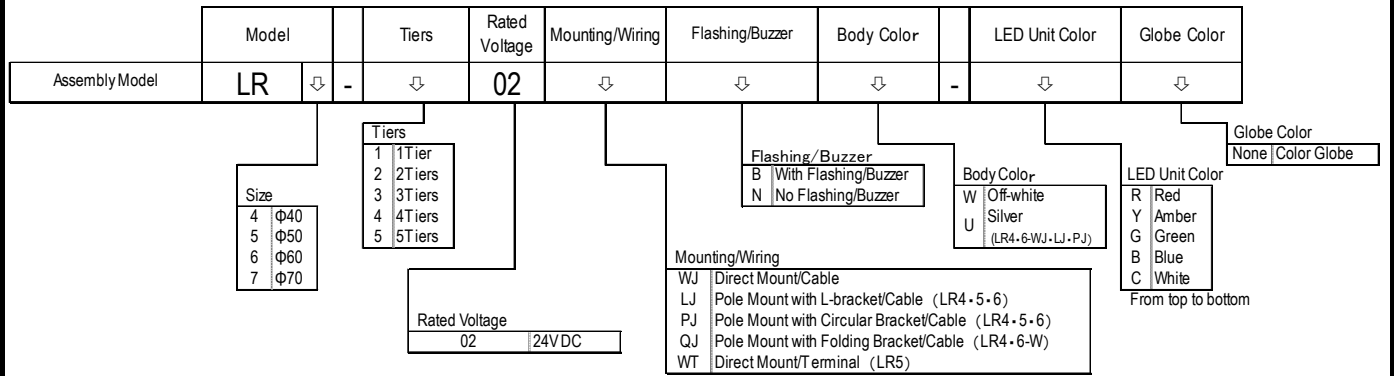 Model Tiers Rated Voltage Mounting/Wiring Flashing/Buzzer Body Color LED Unit Color Globe Color
Assembly Model LR ⇩ - ⇩ 02 ⇩ ⇩ ⇩ - ⇩ ⇩
Size
4 Φ40
5 Φ50
6 Φ60
7 Φ70
Tiers
1 1Tier
2 2Tiers
3 3Tiers
4 4Tiers
5 5Tiers
Rated Voltage
02 24V DC
Mounting/Wiring
WJ Direct Mount/Cable
LJ Pole Mount with L-bracket/Cable (LR4・5・6)
PJ Pole Mount with Circular Bracket/Cable (LR4・5・6)
QJ Pole Mount with Folding Bracket/Cable (LR4・6-W)
WT Direct Mount/Terminal (LR5)
Flashing/Buzzer
B With Flashing/Buzzer
N No Flashing/Buzzer
Body Color
W Off-white
U Silver
(LR4・6-WJ・LJ・PJ)
LED Unit Color
R Red
Y Amber
G Green
B Blue
C White
From top to bottom
Globe Color
None Color Globe